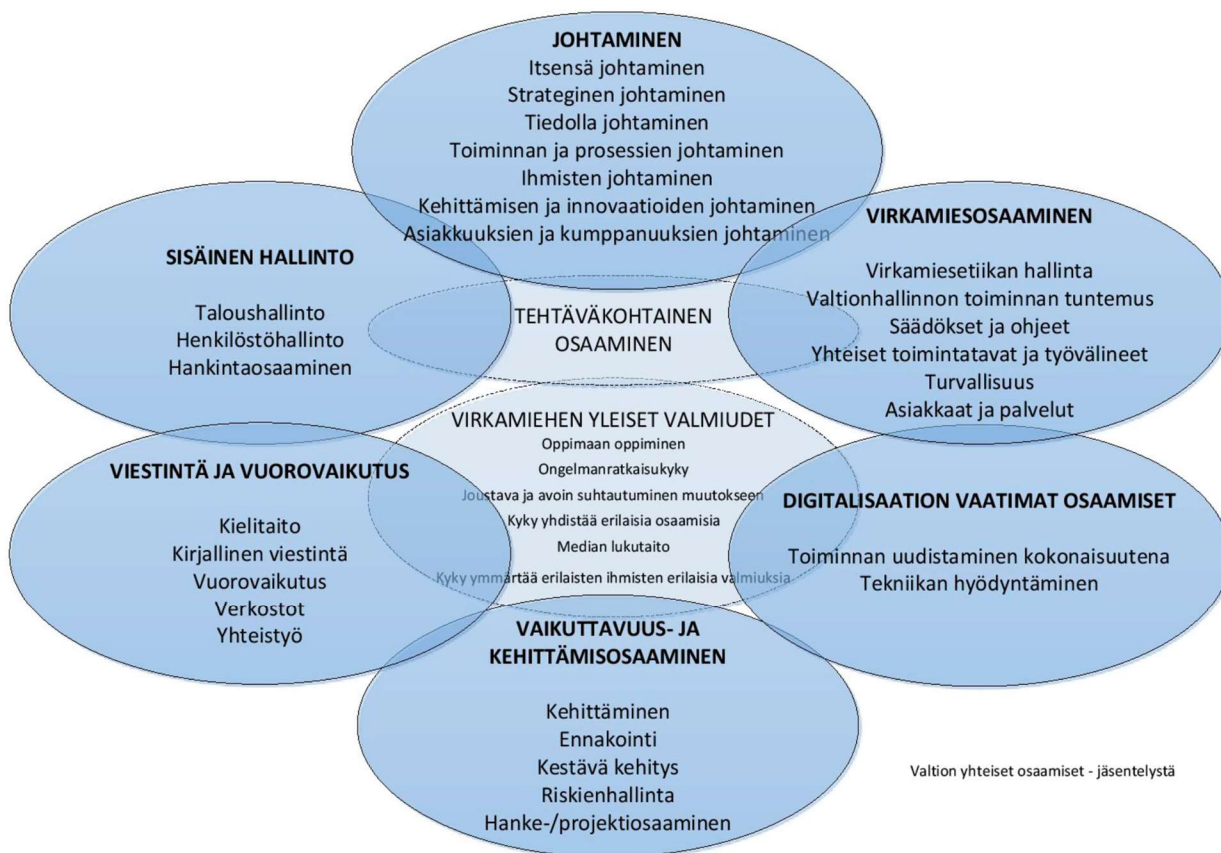 JOHTAMINEN
Itsensä johtaminen
Strateginen johtaminen
Tiedolla johtaminen
Toiminnan ja prosessien johtaminen
Ihmisten johtaminen
Kehittämisen ja innovaatioiden johtaminen
Asiakkuuksien ja kumppanuuksien johtaminen
SISÄINEN HALLINTO
Taloushallinto
Henkilöstöhallinto
Hankintaosaaminen
TEHTÄVÄKOHTAINEN
OSAAMINEN
VIRKAMIESOSAAMINEN
Virkamiesetiikan hallinta
Valtionhallinnon toiminnan tuntemus
Säädökset ja ohjeet
Yhteiset toimintatavat ja työvälineet
Turvallisuus
Asiakkaat ja palvelut
VIESTINTÄ JA VUOROVAIKUTUS
Kielitaito
Kirjallinen viestintä
Vuorovaikutus
Verkostot
Yhteistyö
VIRKAMIEHEN YLEISET VALMIUDET
Oppimaan oppiminen
Ongelmanratkaisukyky
Joustava ja avoin suhtautuminen muutokseen
Kyky yhdistää erilaisia osaamisia
Median lukutaito
Kyky ymmärtää erilaisten ihmisten erilaisia valmiuksia
DIGITALISAATION VAATIMAT OSAAMISET
Toiminnan uudistaminen kokonaisuutena
Tekniikan hyödyntäminen
VAIKUTTAVUUS- JA
KEHITTÄMISOSAAMINEN
Kehittäminen
Ennakointi
Kestävä kehitys
Riskienhallinta
Hanke-/projektiosaaminen
Valtion yhteiset osaamiset - jäsentelystä